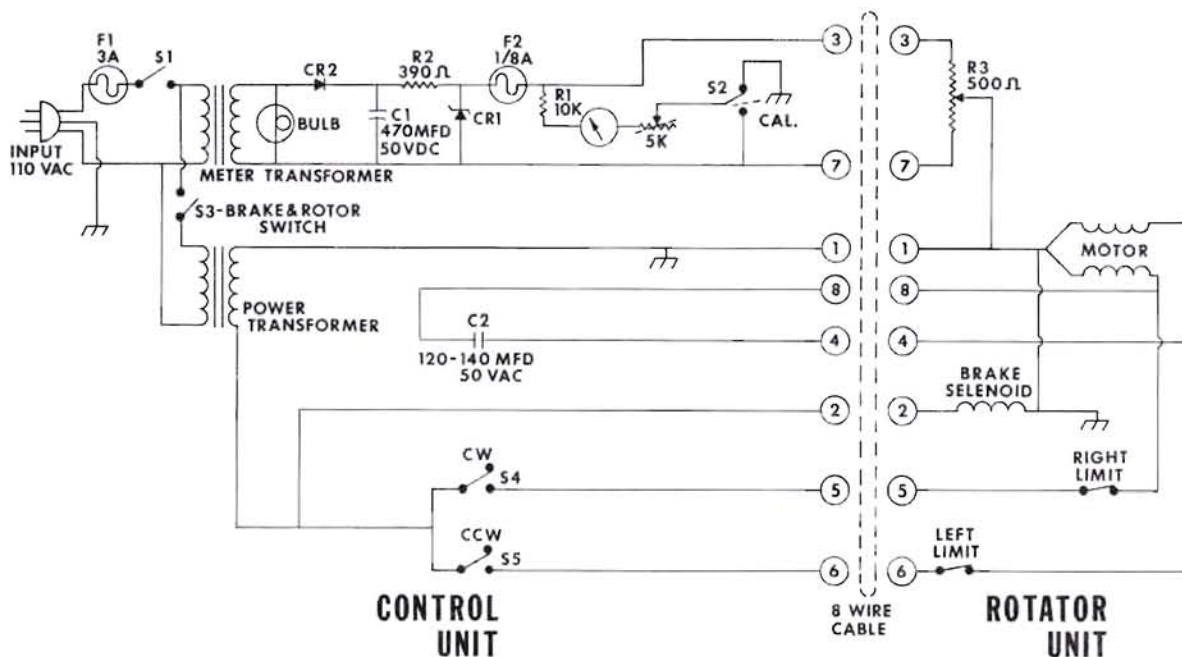 F1
3A
S1
INPUT
110 VAC
CR2
BULB
METER TRANSFORMER
C1
470MFD
50VDC
R2
390Ω
CR1
F2
1/8A
R1
10K
5K
S2
CAL.
S3-BRAKE & ROTOR
SWITCH
POWER
TRANSFORMER
C2
120-140 MFD
50 VAC
CW
S4
CCW
S5
3
7
1
8
4
2
5
6
3
7
1
8
4
2
5
6
R3
500Ω
MOTOR
BRAKE
SELENOID
RIGHT
LIMIT
LEFT
LIMIT
CONTROL
UNIT
8 WIRE
CABLE
ROTATOR
UNIT